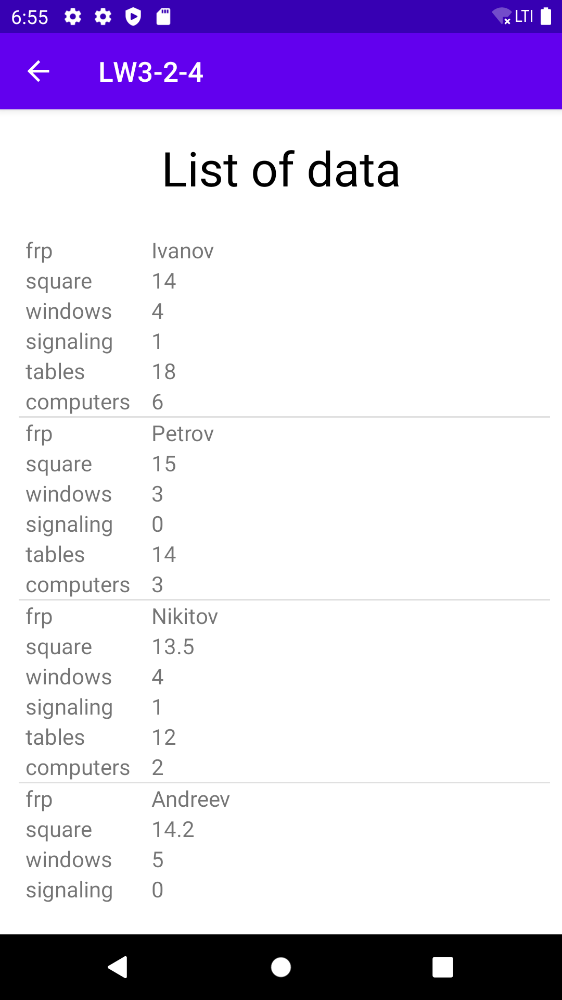 6:55 LTI
LW3-2-4
List of data
frp Ivanov
square 14
windows 4
signaling 1
tables 18
computers 6
frp Petrov
square 15
windows 3
signaling 0
tables 14
computers 3
frp Nikitov
square 13.5
windows 4
signaling 1
tables 12
computers 2
frp Andreev
square 14.2
windows 5
signaling 0